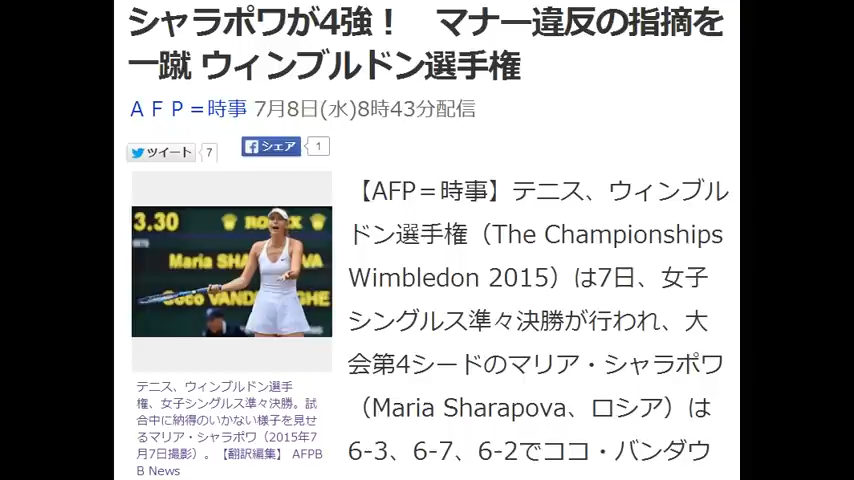 シャラポワが4強！　マナー違反の指摘を
一蹴 ウィンブルドン選手権
ＡＦＰ＝時事 7月8日(水)8時43分配信
ツイート 7 シェア 1
3.30
ROLEX
Maria SHA VA
Coco VANDE GHE
テニス、ウィンブルドン選手
権、女子シングルス準々決勝。試
合中に納得のいかない様子を見せ
るマリア・シャラポワ（2015年7
月7日撮影）。【翻訳編集】 AFPB
B News
【AFP＝時事】テニス、ウィンブル
ドン選手権（The Championships
Wimbledon 2015）は7日、女子
シングルス準々決勝が行われ、大
会第4シードのマリア・シャラポワ
（Maria Sharapova、ロシア）は
6-3、6-7、6-2でココ・バンダウ